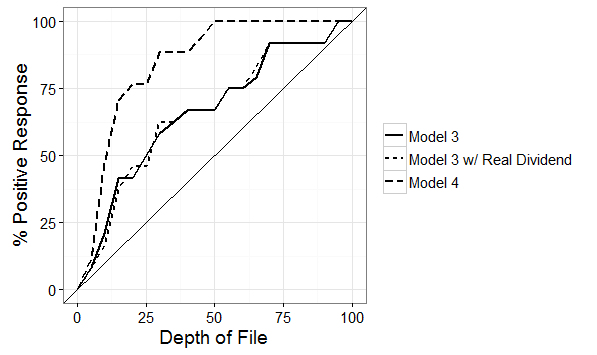 % Positive Response
100
75
50
25
0
0
25
50
75
100
Depth of File
Model 3
Model 3 w/ Real Dividend
Model 4